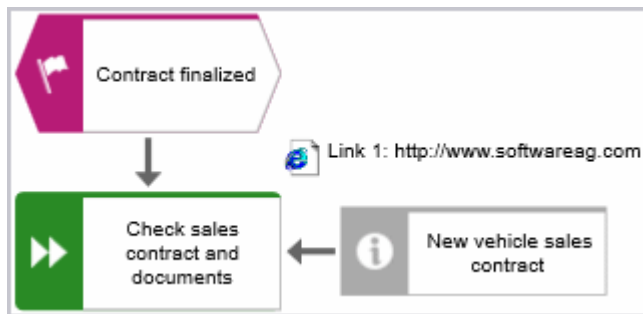 Contract finalized
Link 1: http://www.softwareag.com
Check sales
contract and
documents
New vehicle sales
contract